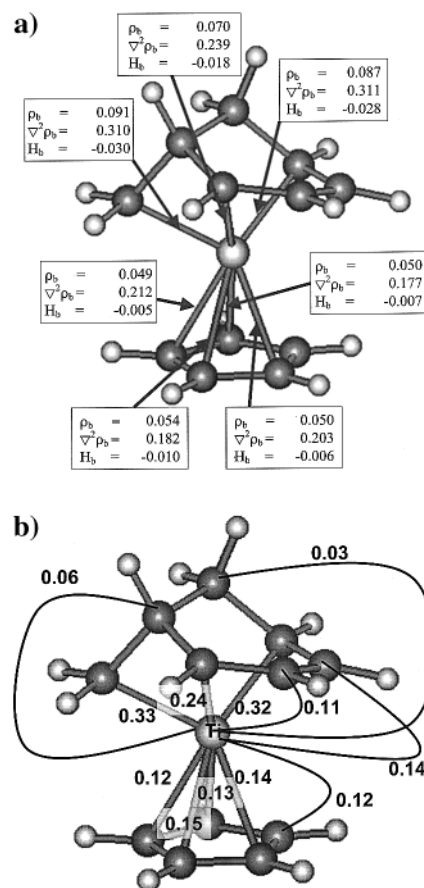 a)
ρb = 0.070
∇²ρb = 0.239
Hb = -0.018
ρb = 0.087
∇²ρb = 0.311
Hb = -0.028
ρb = 0.091
∇²ρb = 0.310
Hb = -0.030
ρb = 0.049
∇²ρb = 0.212
Hb = -0.005
ρb = 0.050
∇²ρb = 0.177
Hb = -0.007
ρb = 0.054
∇²ρb = 0.182
Hb = -0.010
ρb = 0.050
∇²ρb = 0.203
Hb = -0.006
b)
0.03
0.06
0.24
0.32
0.11
0.33
Ti
0.14
0.12
0.14
0.13
0.12
0.15